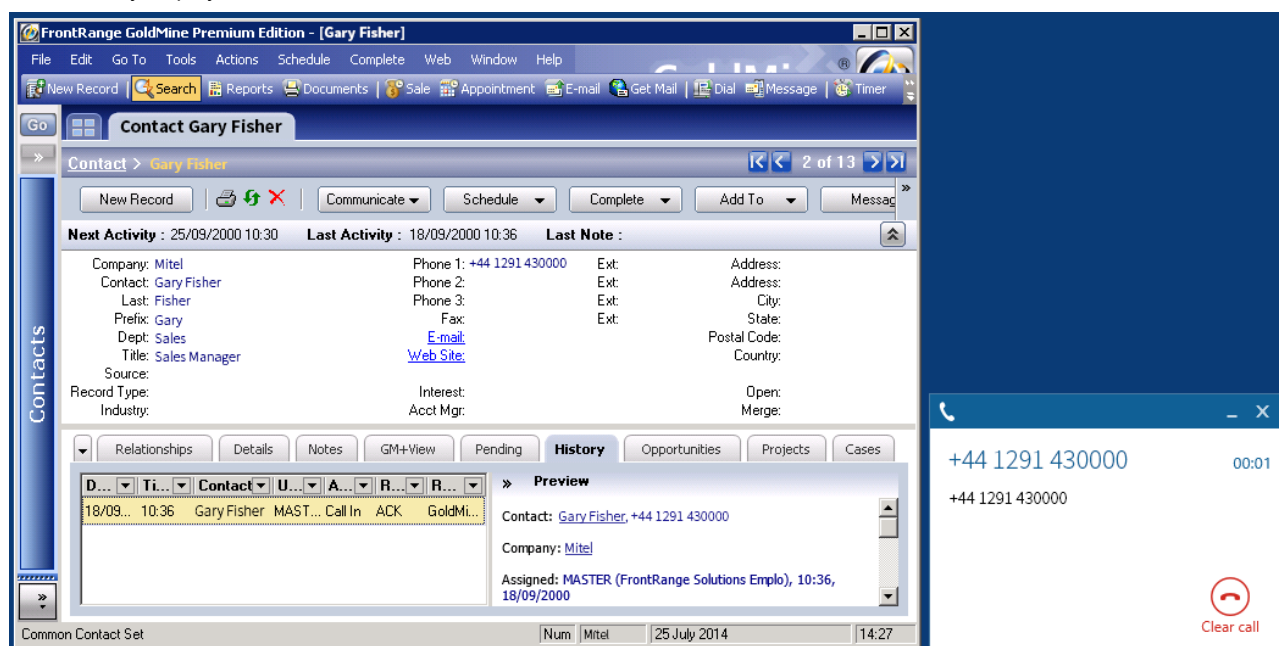 FrontRange GoldMine Premium Edition - [Gary Fisher]
File Edit Go To Tools Actions Schedule Complete Web Window Help
New Record Search Reports Documents Sale Appointment E-mail Get Mail Dial Message Timer
Go Contact Gary Fisher
» Contact > Gary Fisher 2 of 13
New Record Communicate Schedule Complete Add To Messag »
Next Activity : 25/09/2000 10:30 Last Activity : 18/09/2000 10:36 Last Note :
Company: Mitel Phone 1: +44 1291 430000 Ext: Address:
Contact: Gary Fisher Phone 2: Ext: Address:
Last: Fisher Phone 3: Ext: City:
Prefix: Gary Fax: Ext: State:
Dept: Sales E-mail: Postal Code:
Title: Sales Manager Web Site: Country:
Source:
Record Type: Interest: Open:
Industry: Acct Mgr: Merge:
Contacts
Relationships Details Notes GM+View Pending History Opportunities Projects Cases
D... Ti... Contact U... A... R... R... » Preview
18/09... 10:36 Gary Fisher MAST... Call In ACK GoldMi...
Contact: Gary Fisher, +44 1291 430000
Company: Mitel
Assigned: MASTER (FrontRange Solutions Emplo), 10:36,
18/09/2000
»
Common Contact Set Num Mitel 25 July 2014 14:27
+44 1291 430000 00:01
+44 1291 430000
Clear call